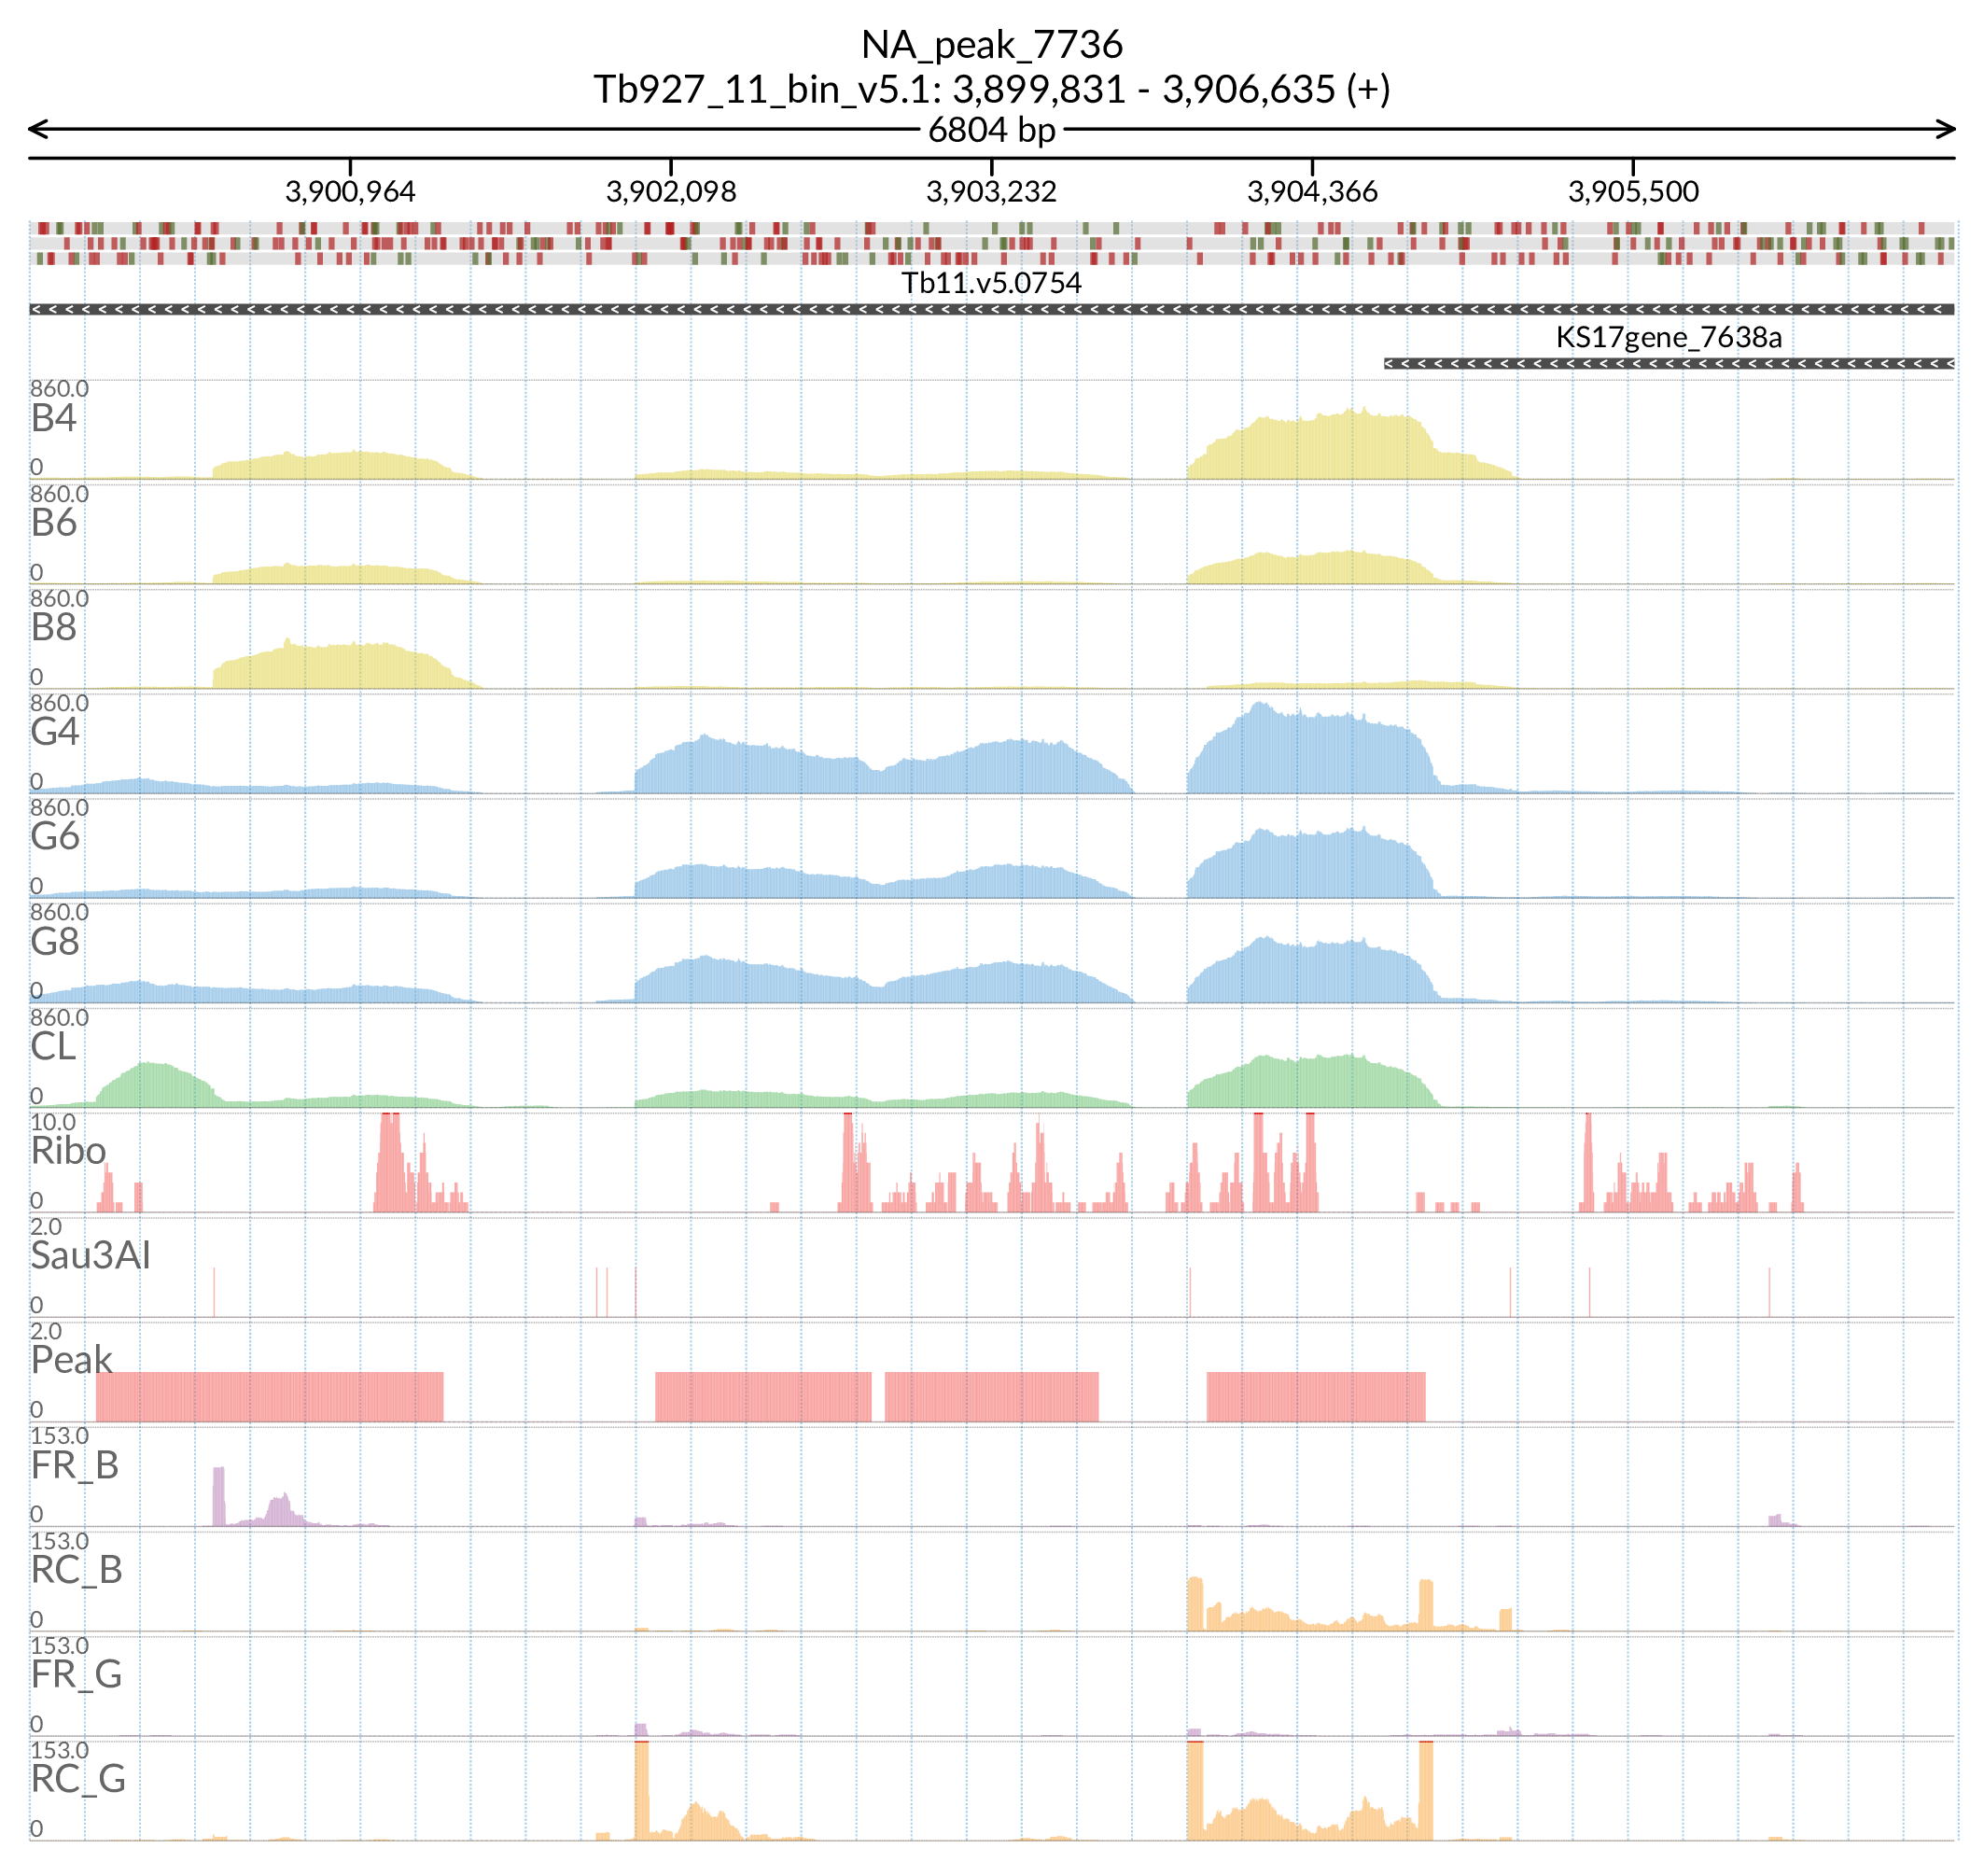 NA_peak_7736
Tb927_11_bin_v5.1: 3,899,831 - 3,906,635 (+)
6804 bp
3,900,964 3,902,098 3,903,232 3,904,366 3,905,500
Tb11.v5.0754
KS17gene_7638a
860.0
B4
0
860.0
B6
0
860.0
B8
0
860.0
G4
0
860.0
G6
0
860.0
G8
0
860.0
CL
0
10.0
Ribo
0
2.0
Sau3AI
0
2.0
Peak
0
153.0
FR_B
0
153.0
RC_B
0
153.0
FR_G
0
153.0
RC_G
0